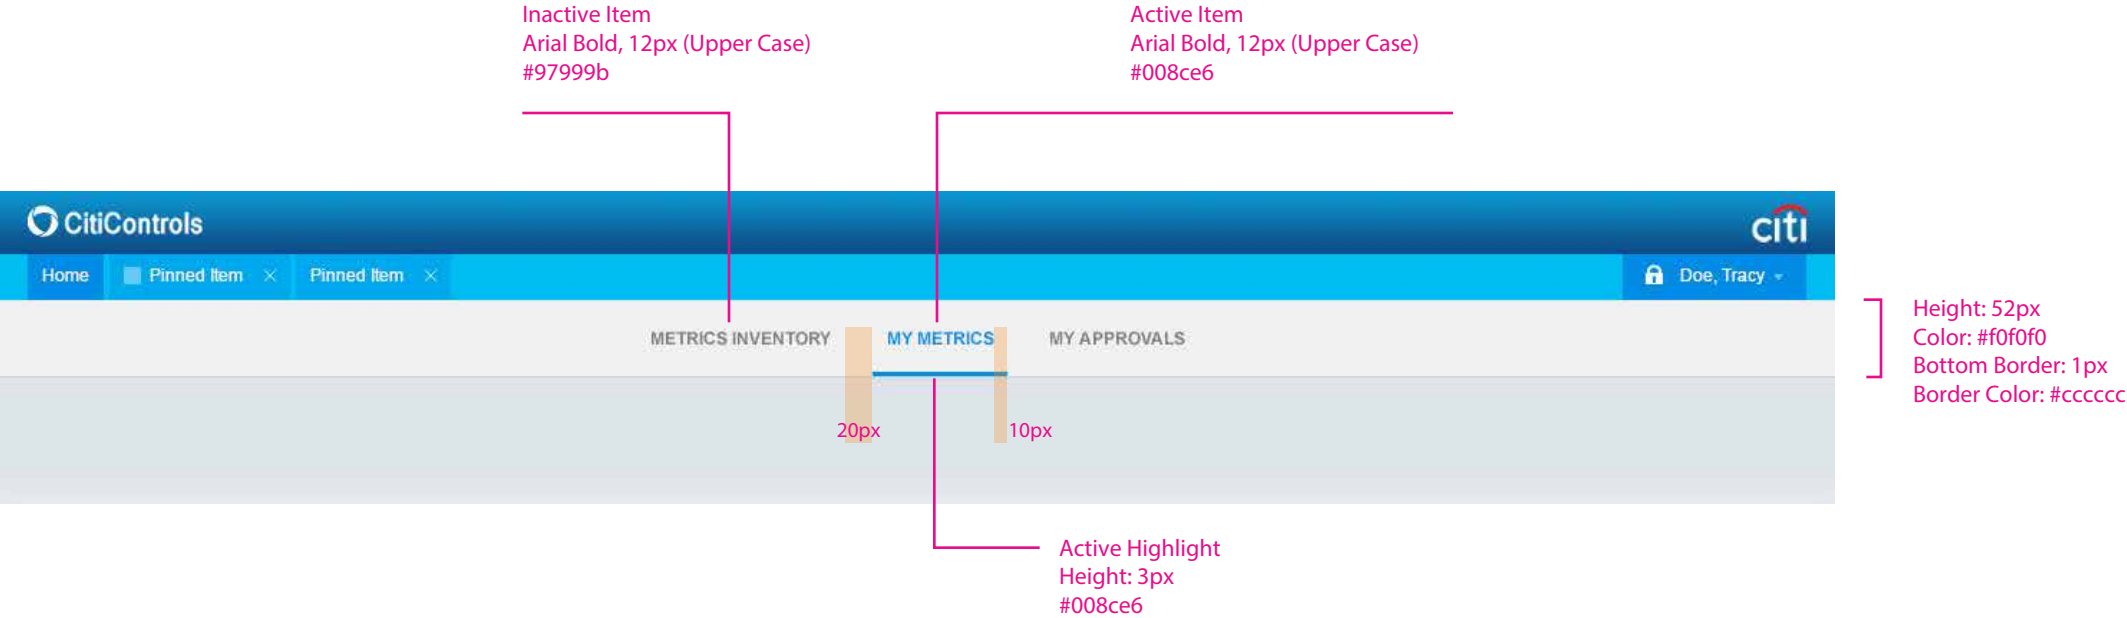 Inactive Item
Arial Bold, 12px (Upper Case)
#97999b
Active Item
Arial Bold, 12px (Upper Case)
#008ce6
CitiControls
citi
Home
Pinned Item
Pinned Item
Doe, Tracy
METRICS INVENTORY
MY METRICS
MY APPROVALS
Height: 52px
Color: #f0f0f0
Bottom Border: 1px
Border Color: #cccccc
20px
10px
Active Highlight
Height: 3px
#008ce6